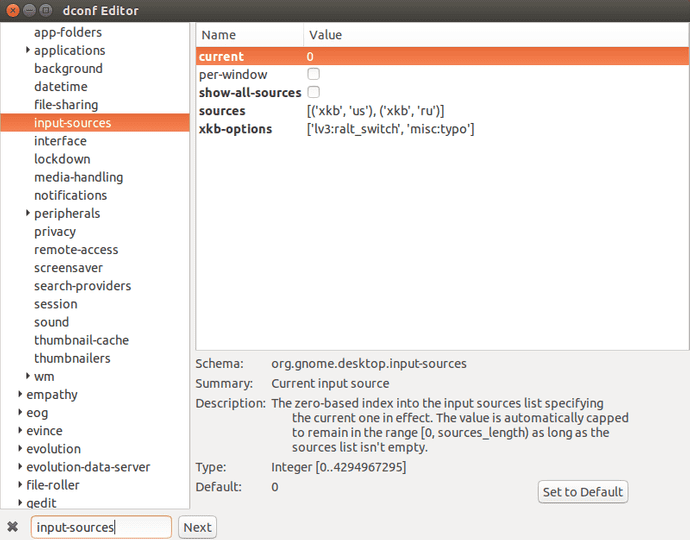 dconf Editor
app-folders
applications
background
datetime
file-sharing
input-sources
interface
lockdown
media-handling
notifications
peripherals
privacy
remote-access
screensaver
search-providers
session
sound
thumbnail-cache
thumbnailers
wm
empathy
eog
evince
evolution
evolution-data-server
file-roller
gedit
Name Value
current 0
per-window
show-all-sources
sources [('xkb', 'us'), ('xkb', 'ru')]
xkb-options ['lv3:ralt_switch', 'misc:typo']
Schema: org.gnome.desktop.input-sources
Summary: Current input source
Description: The zero-based index into the input sources list specifying
the current one in effect. The value is automatically capped
to remain in the range [0, sources_length) as long as the
sources list isn't empty.
Type: Integer [0..4294967295]
Default: 0
Set to Default
input-sources
Next